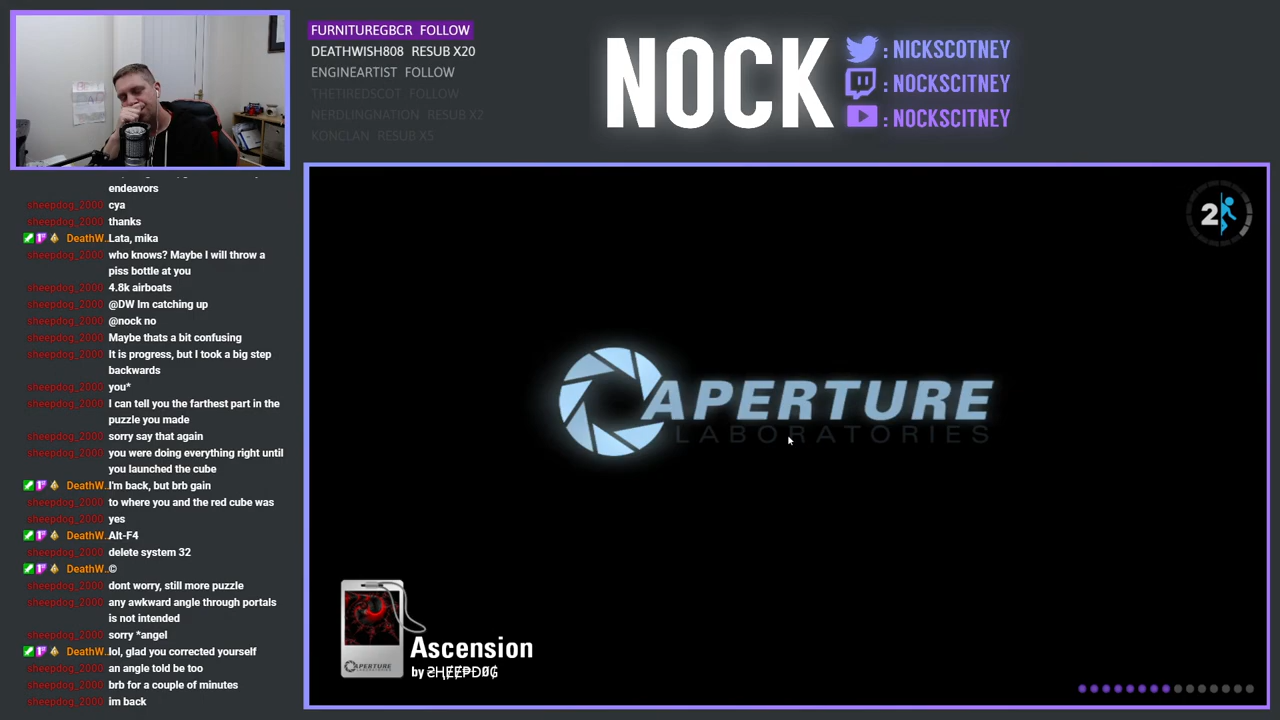 FURNITUREGBCR FOLLOW
DEATHWISH808 RESUB X20
ENGINEARTIST FOLLOW
THETIREDSCOT FOLLOW
NERDLINGNATION RESUB X2
KONCLAN RESUB X5
NOCK
: NICKSCOTNEY
: NOCKSCITNEY
: NOCKSCITNEY
endeavors
sheepdog_2000: cya
sheepdog_2000: thanks
DeathW..Lata, mika
sheepdog_2000: who knows? Maybe I will throw a
piss bottle at you
sheepdog_2000: 4.8k airboats
sheepdog_2000: @DW Im catching up
sheepdog_2000: @nock no
sheepdog_2000: Maybe thats a bit confusing
sheepdog_2000: It is progress, but I took a big step
backwards
sheepdog_2000: you*
sheepdog_2000: I can tell you the farthest part in the
puzzle you made
sheepdog_2000: sorry say that again
sheepdog_2000: you were doing everything right until
you launched the cube
DeathW..I'm back, but brb gain
sheepdog_2000: to where you and the red cube was
sheepdog_2000: yes
DeathW..Alt-F4
sheepdog_2000: delete system 32
DeathW..©
sheepdog_2000: dont worry, still more puzzle
sheepdog_2000: any awkward angle through portals
is not intended
sheepdog_2000: sorry *angel
DeathW..lol, glad you corrected yourself
sheepdog_2000: an angle told be too
sheepdog_2000: brb for a couple of minutes
sheepdog_2000: im back
2
APERTURE
LABORATORIES
APERTURE
Ascension
by ₴ⱧɆɆ₱ĐØ₲